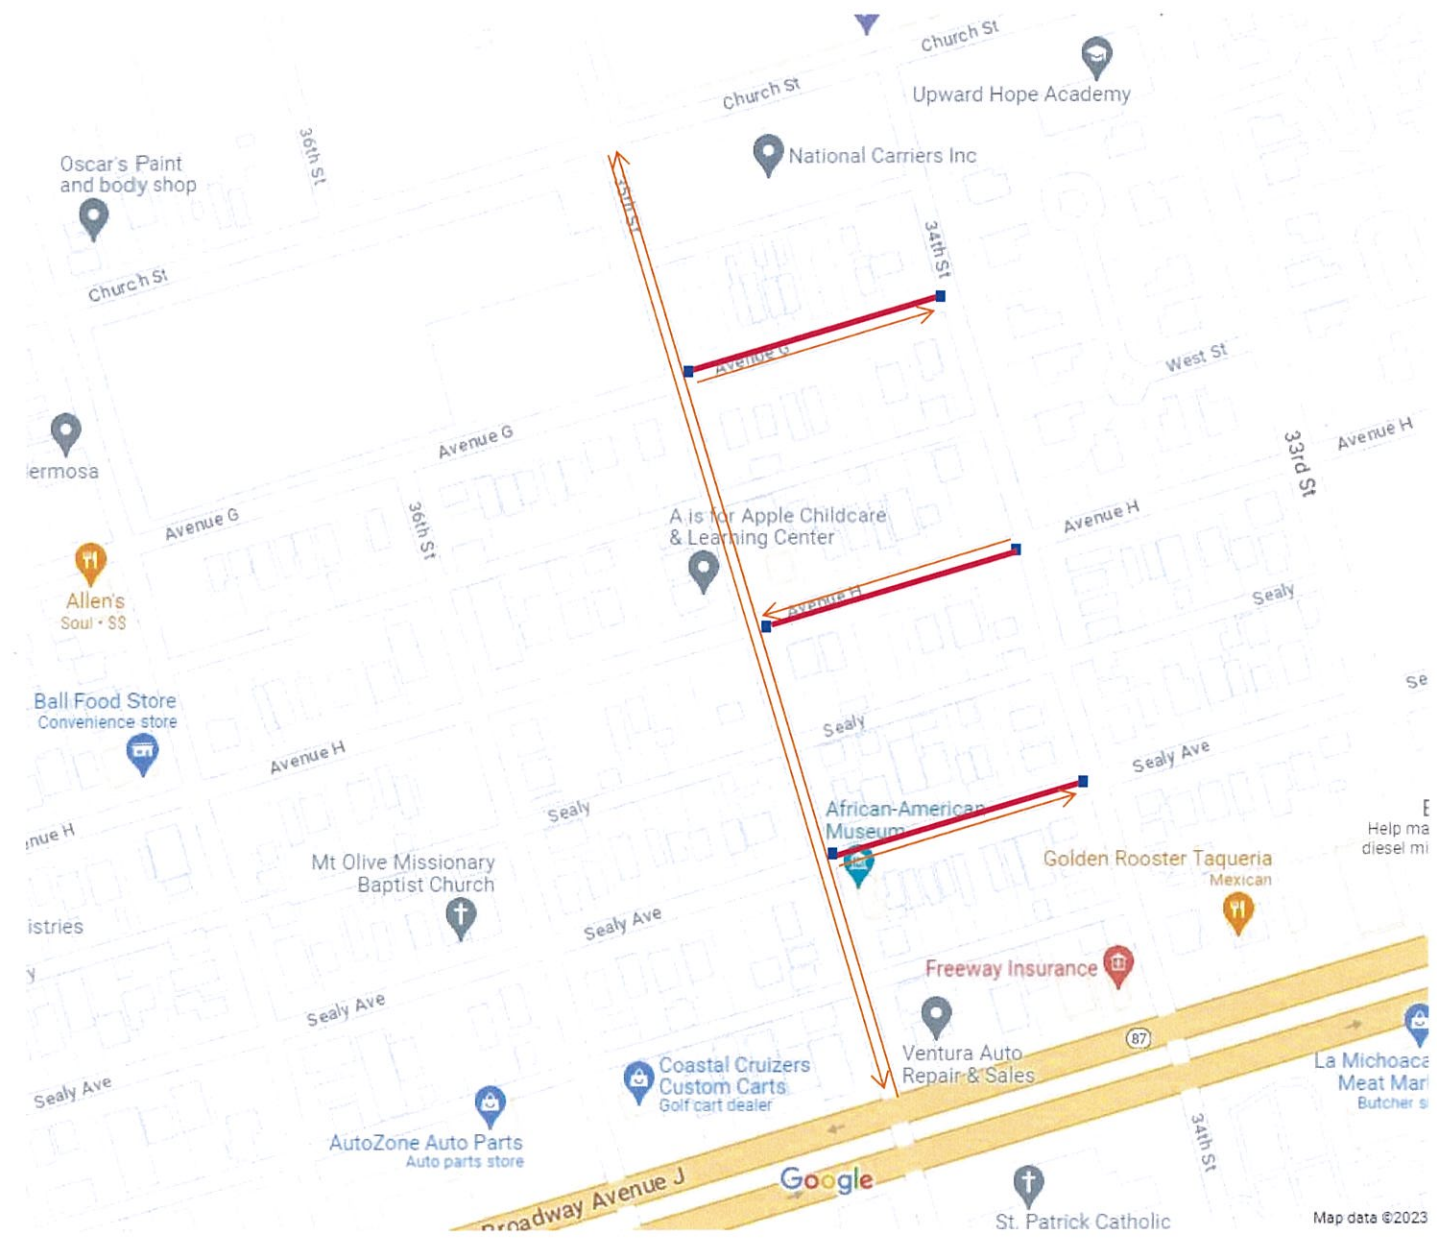 Church St
Church St
Upward Hope Academy
36th St
National Carriers Inc
Oscar's Paint
and body shop
35th St
34th St
Church St
Avenue G
West St
Avenue G
Avenue H
33rd St
ermosa
Avenue G
36th St
A is for Apple Childcare
& Learning Center
Avenue H
Allen's
Soul • $$
Avenue H
Sealy
Ball Food Store
Convenience store
Se
Sealy
Avenue H
Sealy Ave
Sealy
African-American
Museum
nue H
Help ma
diesel mi
Mt Olive Missionary
Baptist Church
Golden Rooster Taqueria
Mexican
istries
Sealy Ave
y
Freeway Insurance
Sealy Ave
87
Ventura Auto
Repair & Sales
Coastal Cruizers
Custom Carts
Golf cart dealer
La Michoaca
Meat Mar
Butcher s
Sealy Ave
AutoZone Auto Parts
Auto parts store
34th St
Google
Broadway Avenue J
St. Patrick Catholic
Map data ©2023